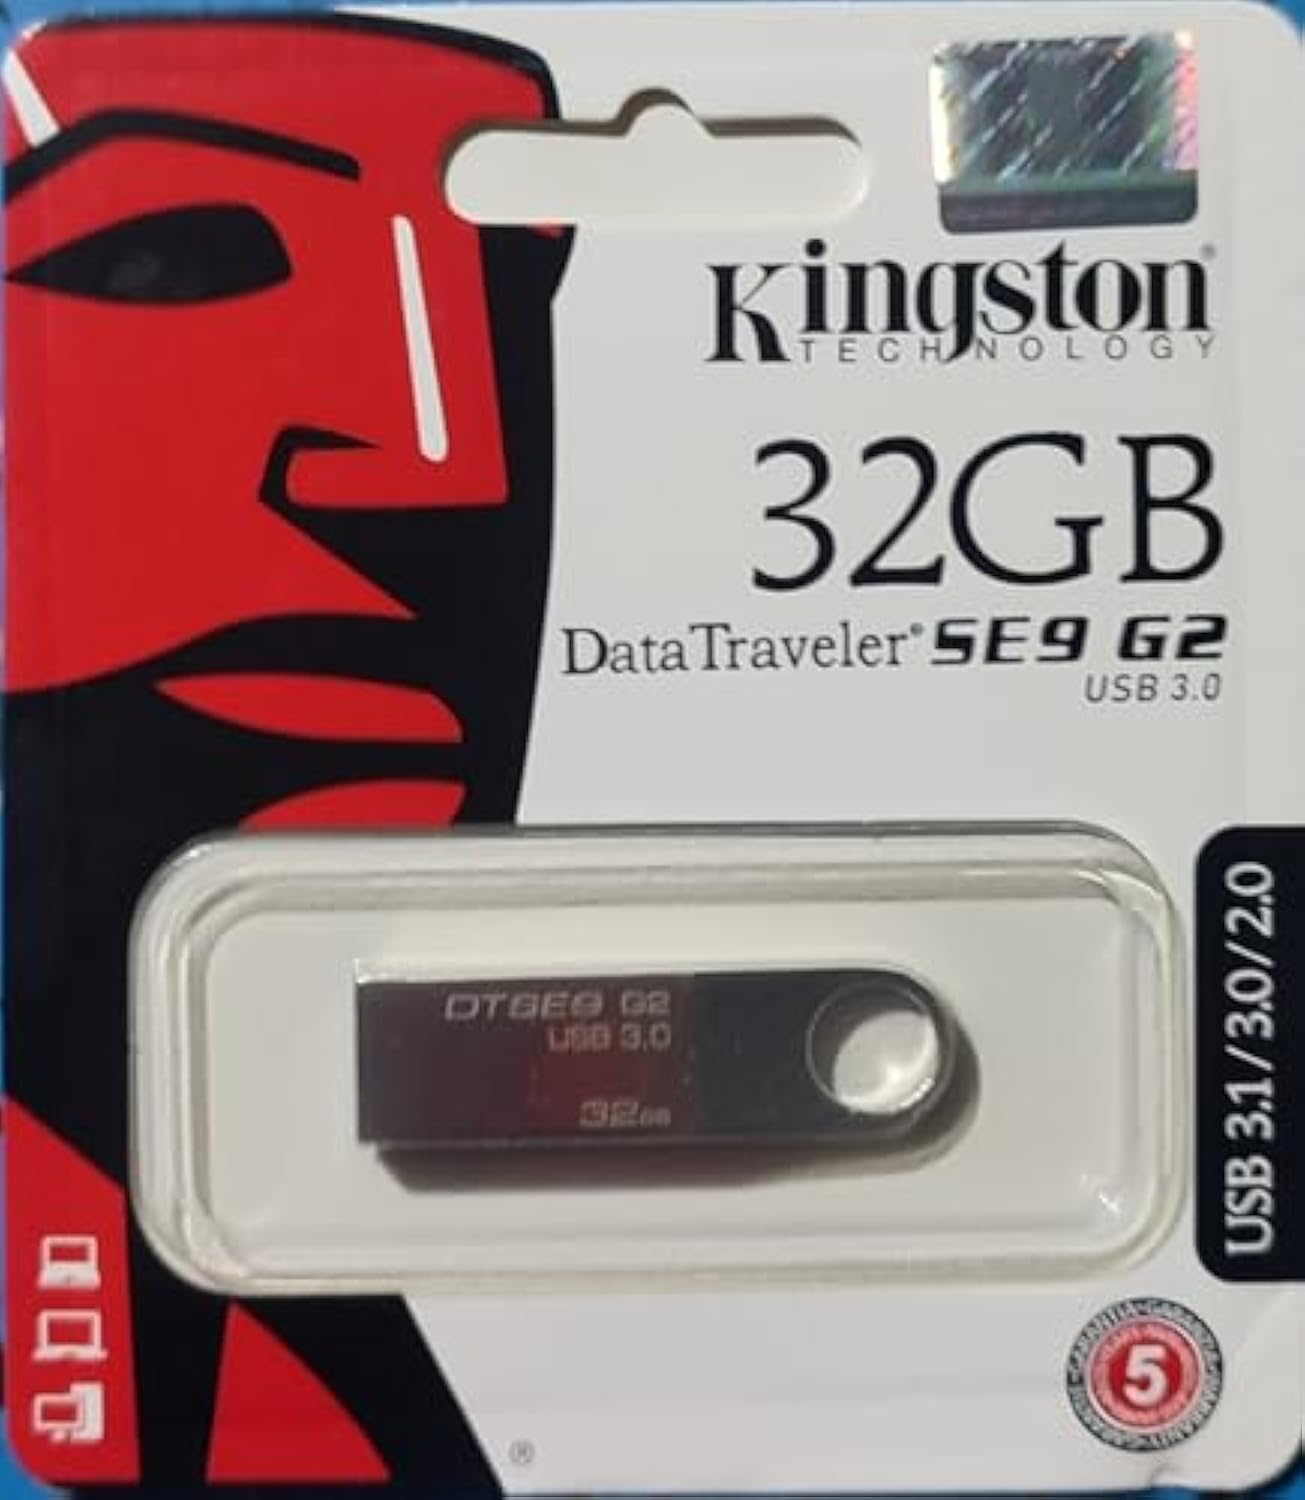 Kingston®
TECHNOLOGY
32GB
DataTraveler® SE9 G2
USB 3.0
DTSE9 G2
USB 3.0
32GB
USB 3.1/3.0/2.0
5
®